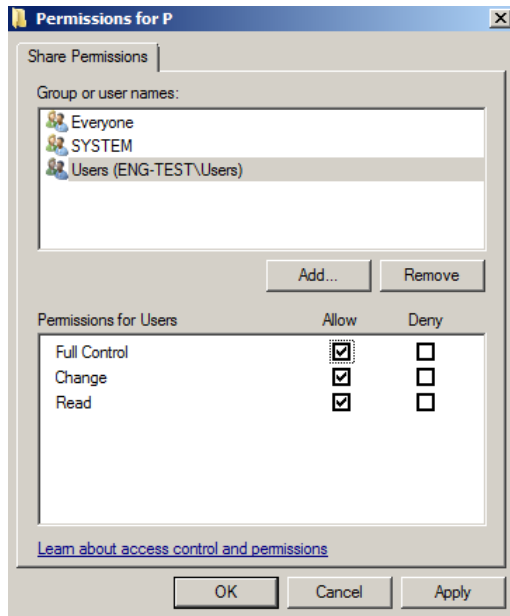 Permissions for P
Share Permissions
Group or user names:
Everyone
SYSTEM
Users (ENG-TEST\Users)
Add... Remove
Permissions for Users Allow Deny
Full Control
Change
Read
Learn about access control and permissions
OK Cancel Apply